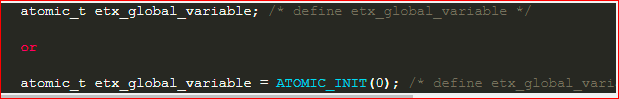 atomic_t etx_global_variable; /* define etx_global_variable */
or
atomic_t etx_global_variable = ATOMIC_INIT(0); /* define etx_global_vari